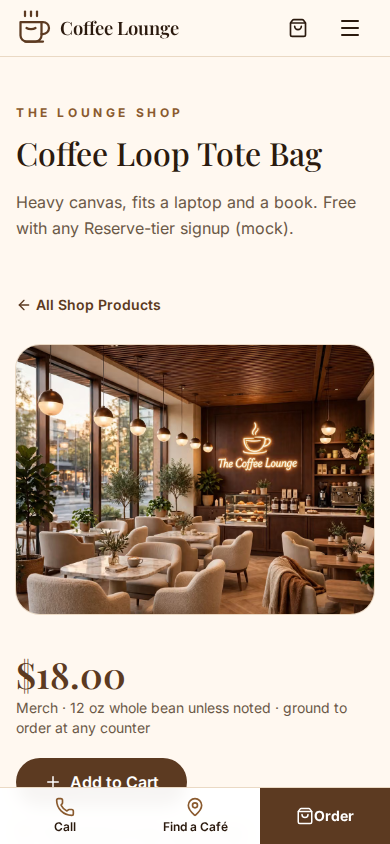 Coffee Lounge
THE LOUNGE SHOP
Coffee Loop Tote Bag
Heavy canvas, fits a laptop and a book. Free
with any Reserve-tier signup (mock).
← All Shop Products
The Coffee Lounge
$18.00
Merch · 12 oz whole bean unless noted · ground to
order at any counter
+ Add to Cart
Call
Find a Café
Order